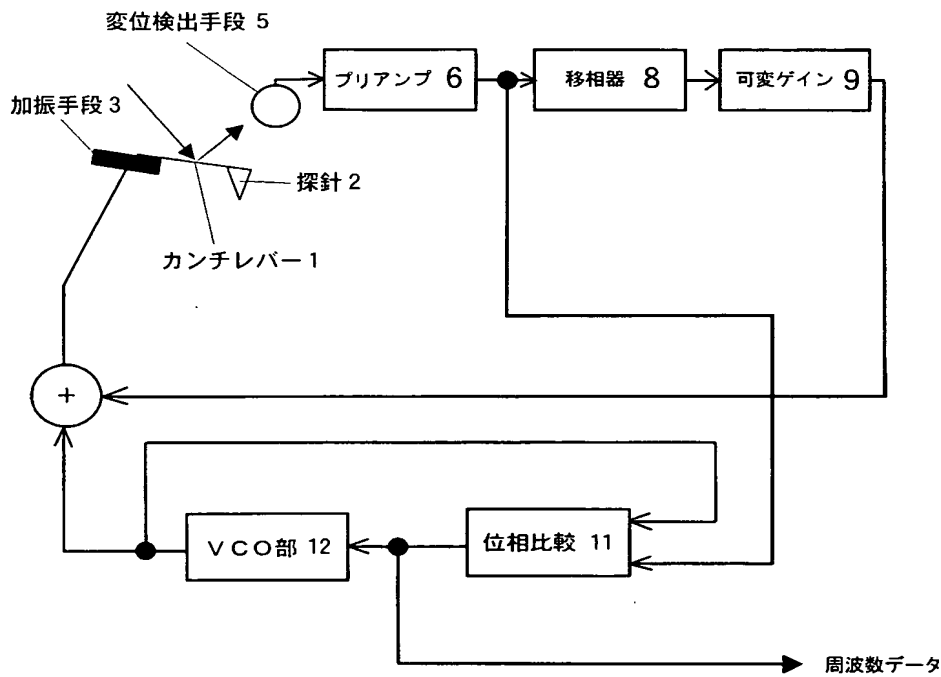 変位検出手段 5
プリアンプ 6
移相器 8
可変ゲイン 9
加振手段 3
探針 2
カンチレバー 1
+
VCO部 12
位相比較 11
周波数データ